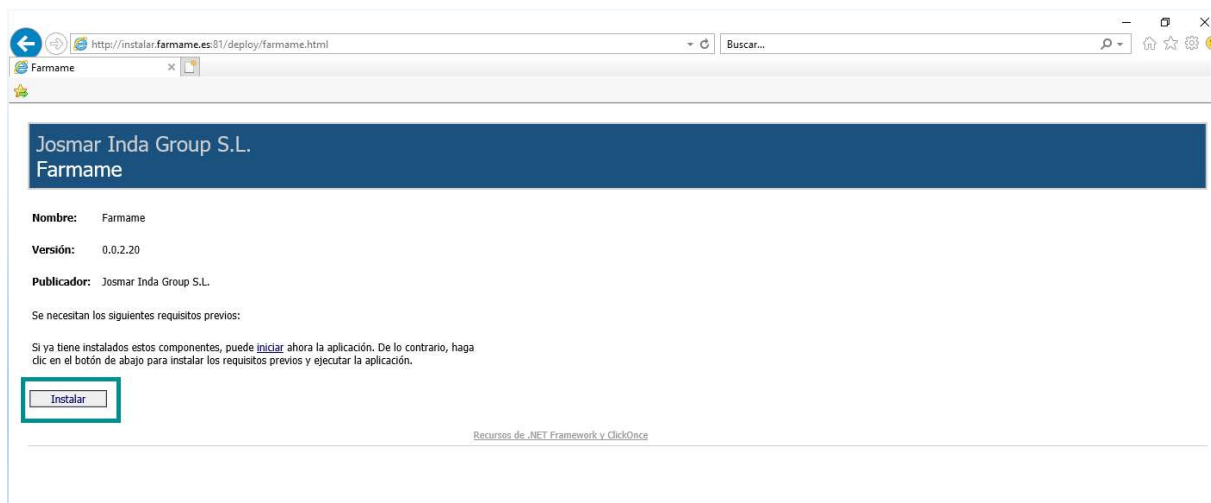 http://instalar.farmame.es:81/deploy/farmame.html
Buscar...
Farmame
Josmar Inda Group S.L.
Farmame
Nombre: Farmame
Versión: 0.0.2.20
Publicador: Josmar Inda Group S.L.
Se necesitan los siguientes requisitos previos:
Si ya tiene instalados estos componentes, puede iniciar ahora la aplicación. De lo contrario, haga
clic en el botón de abajo para instalar los requisitos previos y ejecutar la aplicación.
Instalar
Recursos de .NET Framework y ClickOnce